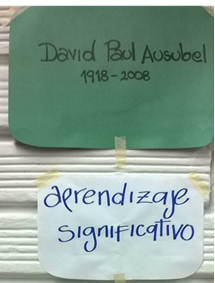 David Paul Ausubel
1918-2008
aprendizaje
significativo